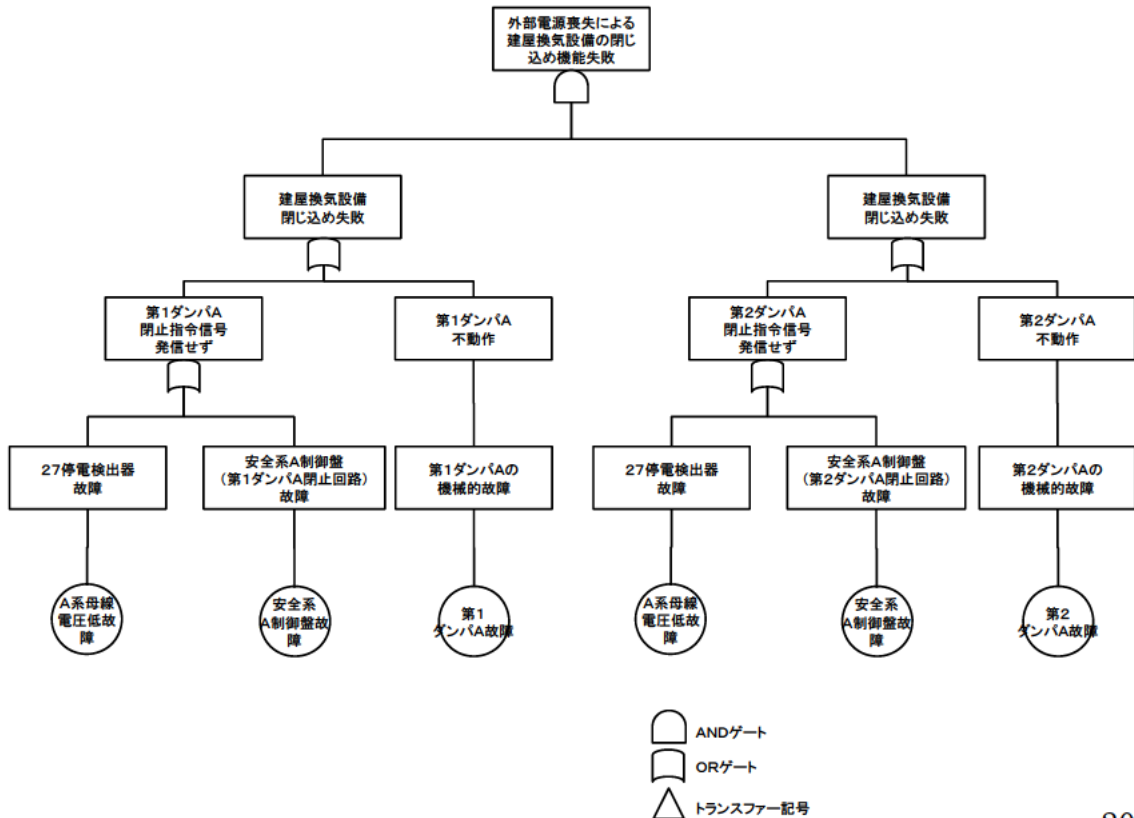 外部電源喪失による
建屋換気設備の閉じ
込め機能失敗
建屋換気設備
閉じ込め失敗
建屋換気設備
閉じ込め失敗
第1ダンパA
閉止指令信号
発信せず
第1ダンパA
不動作
第2ダンパA
閉止指令信号
発信せず
第2ダンパA
不動作
27停電検出器
故障
安全系A制御盤
(第1ダンパA閉止回路)
故障
第1ダンパAの
機械的故障
27停電検出器
故障
安全系A制御盤
(第2ダンパA閉止回路)
故障
第2ダンパAの
機械的故障
A系母線
電圧低故
障
安全系
A制御盤故
障
第1
ダンパA故障
A系母線
電圧低故
障
安全系
A制御盤故
障
第2
ダンパA故障
ANDゲート
ORゲート
トランスファー記号